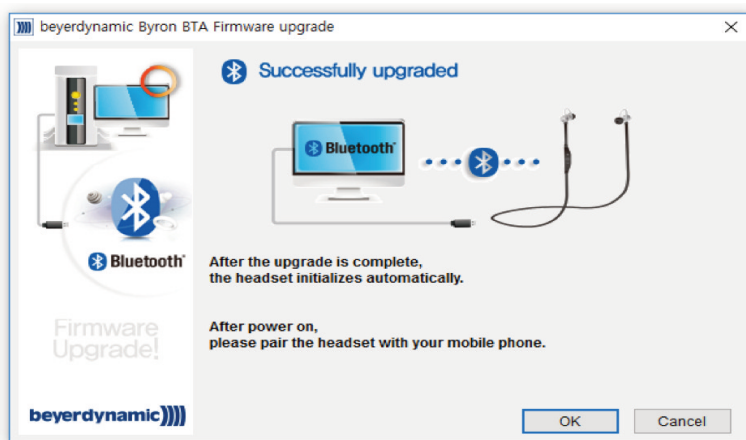 beyerdynamic Byron BTA Firmware upgrade
Successfully upgraded
Bluetooth
Bluetooth
After the upgrade is complete,
the headset initializes automatically.
After power on,
please pair the headset with your mobile phone.
Firmware
Upgrade!
beyerdynamic
OK
Cancel